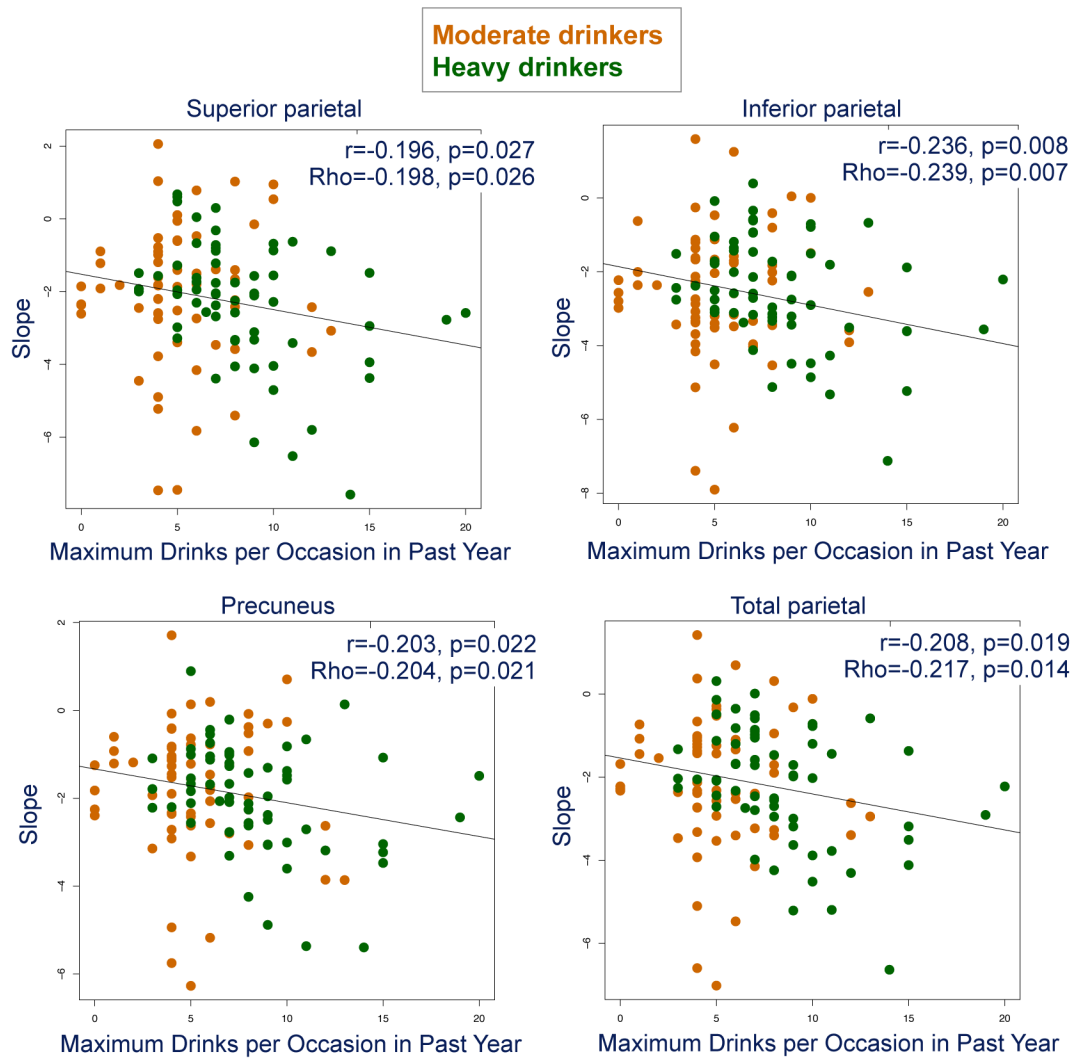 Moderate drinkers
Heavy drinkers
Superior parietal
r=-0.196, p=0.027
Rho=-0.198, p=0.026
2
0
-2
-4
-6
Slope
0 5 10 15 20
Maximum Drinks per Occasion in Past Year
Inferior parietal
r=-0.236, p=0.008
Rho=-0.239, p=0.007
2
0
-2
-4
-6
-8
Slope
0 5 10 15 20
Maximum Drinks per Occasion in Past Year
Precuneus
r=-0.203, p=0.022
Rho=-0.204, p=0.021
2
0
-2
-4
-6
Slope
0 5 10 15 20
Maximum Drinks per Occasion in Past Year
Total parietal
r=-0.208, p=0.019
Rho=-0.217, p=0.014
0
-2
-4
-6
Slope
0 5 10 15 20
Maximum Drinks per Occasion in Past Year